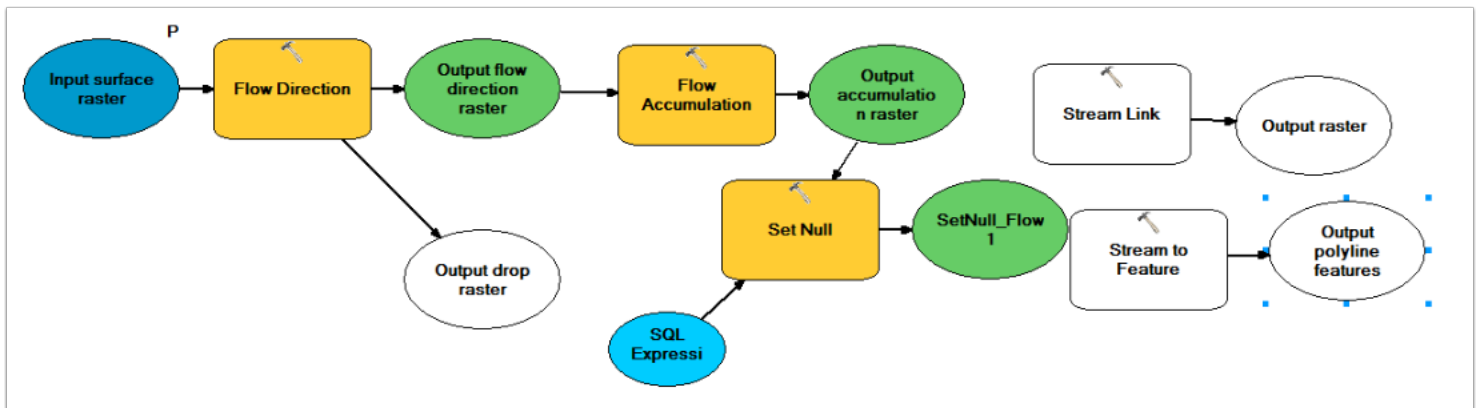 P
Input surface
raster
Flow Direction
Output flow
direction
raster
Flow
Accumulation
Output
accumulatio
n raster
Stream Link
Output raster
Set Null
SetNull_Flow
1
Stream to
Feature
Output
polyline
features
Output drop
raster
SQL
Expressi